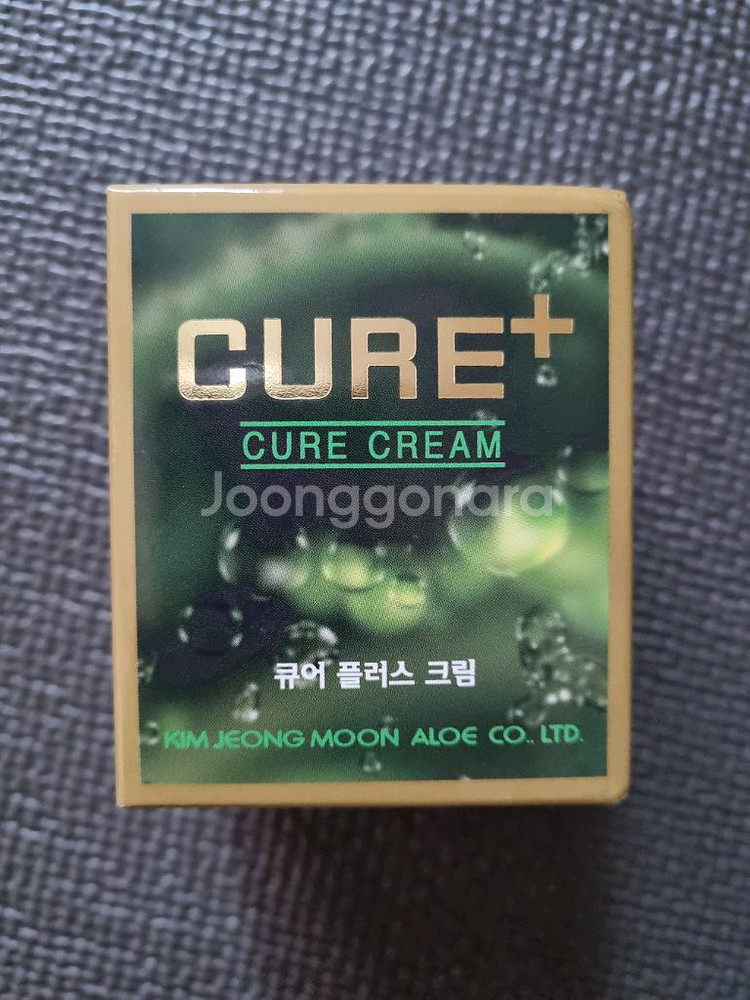 CURE+
CURE CREAM
Joonggonara
큐어 플러스 크림
KIM JEONG MOON ALOE CO., LTD.